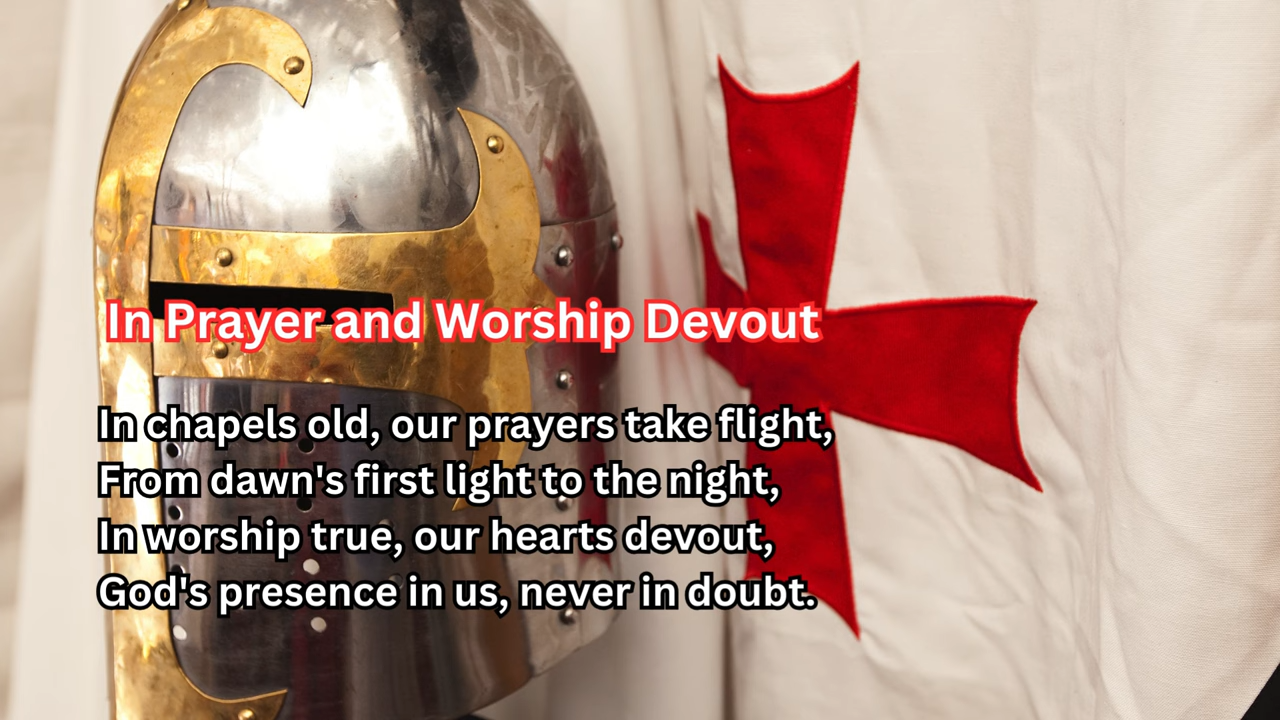 In Prayer and Worship Devout
In chapels old, our prayers take flight,
From dawn's first light to the night,
In worship true, our hearts devout,
God's presence in us, never in doubt.